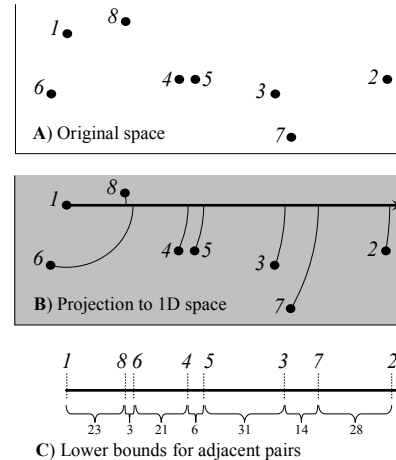 8
1
6
4 5
3
2
7
A) Original space
8
1
6
4 5
3
2
7
B) Projection to 1D space
1 8 6 4 5 3 7 2
23 3 21 6 31 14 28
C) Lower bounds for adjacent pairs